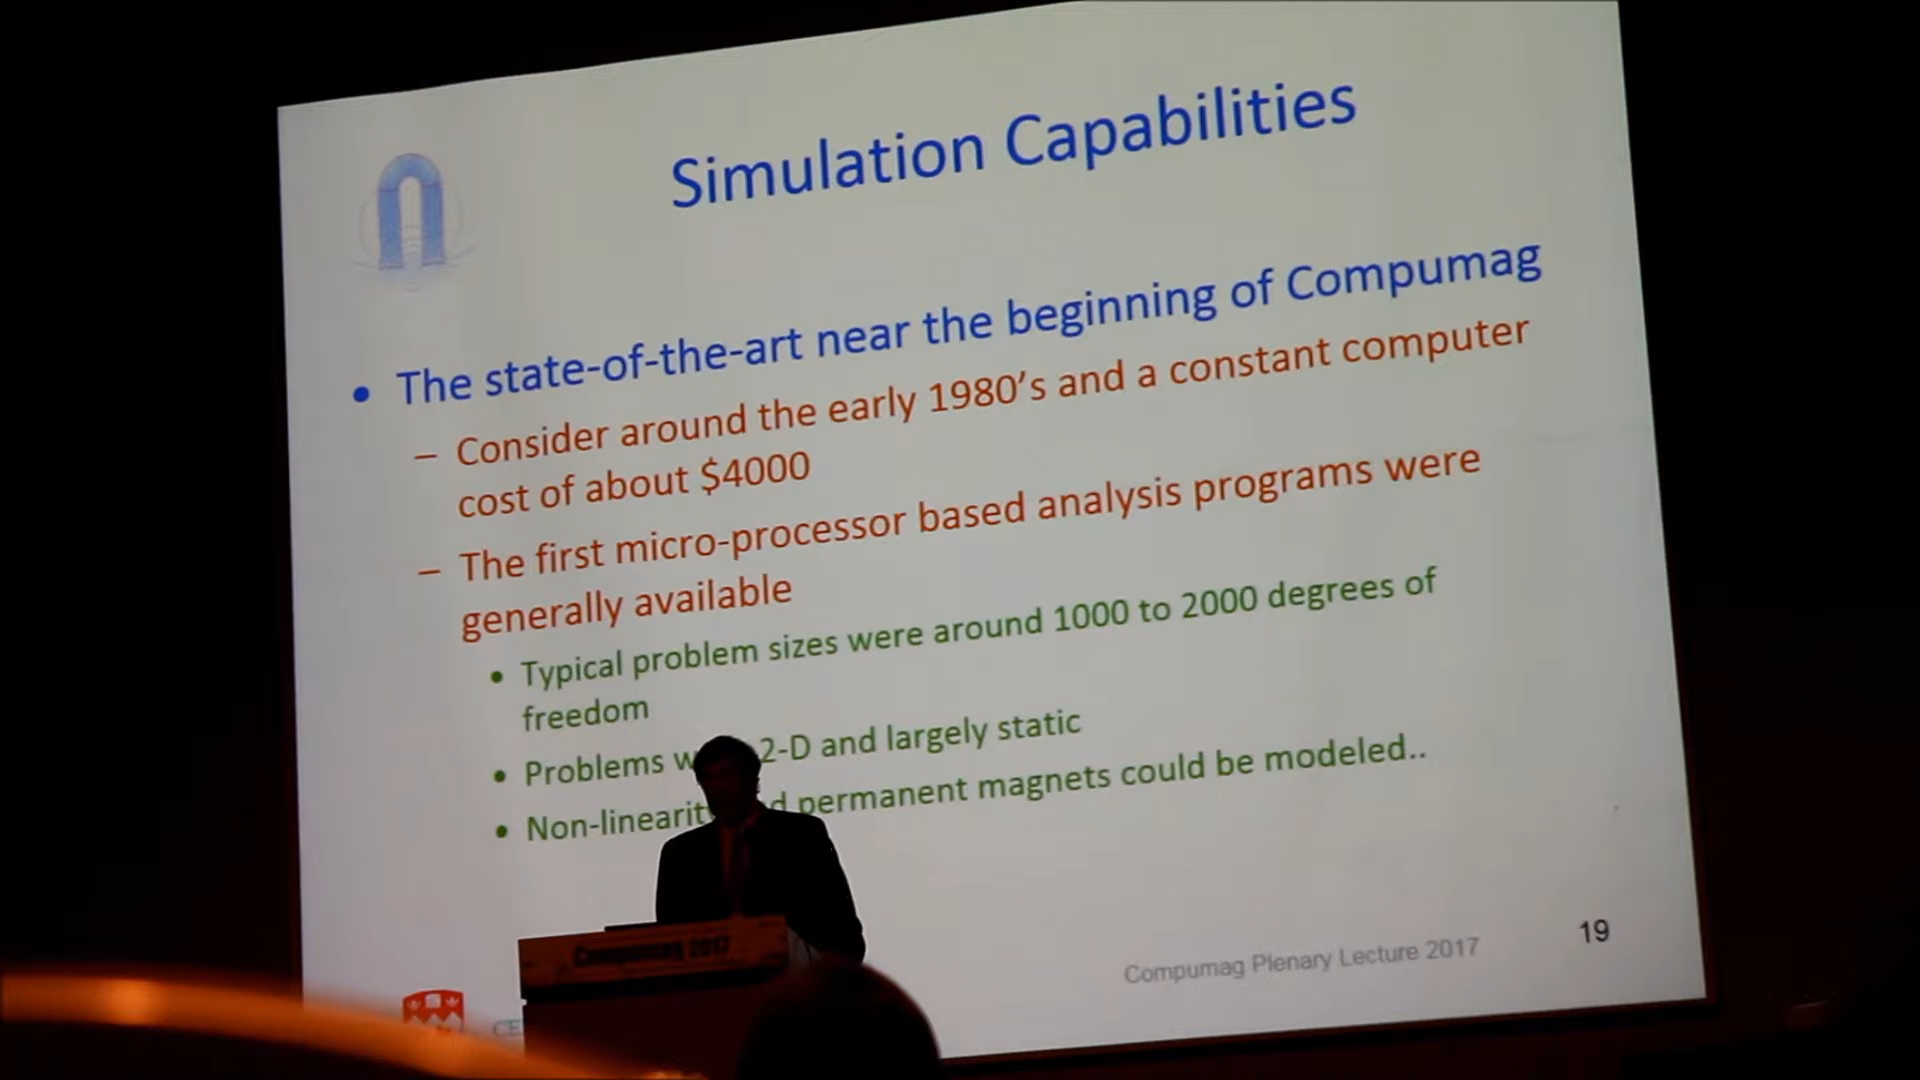 Simulation Capabilities
• The state-of-the-art near the beginning of Compumag
– Consider around the early 1980's and a constant computer
cost of about $4000
– The first micro-processor based analysis programs were
generally available
• Typical problem sizes were around 1000 to 2000 degrees of
freedom
• Problems 2-D and largely static
• permanent magnets could be modeled..
Compumag 2017
Compumag Plenary Lecture 2017
19